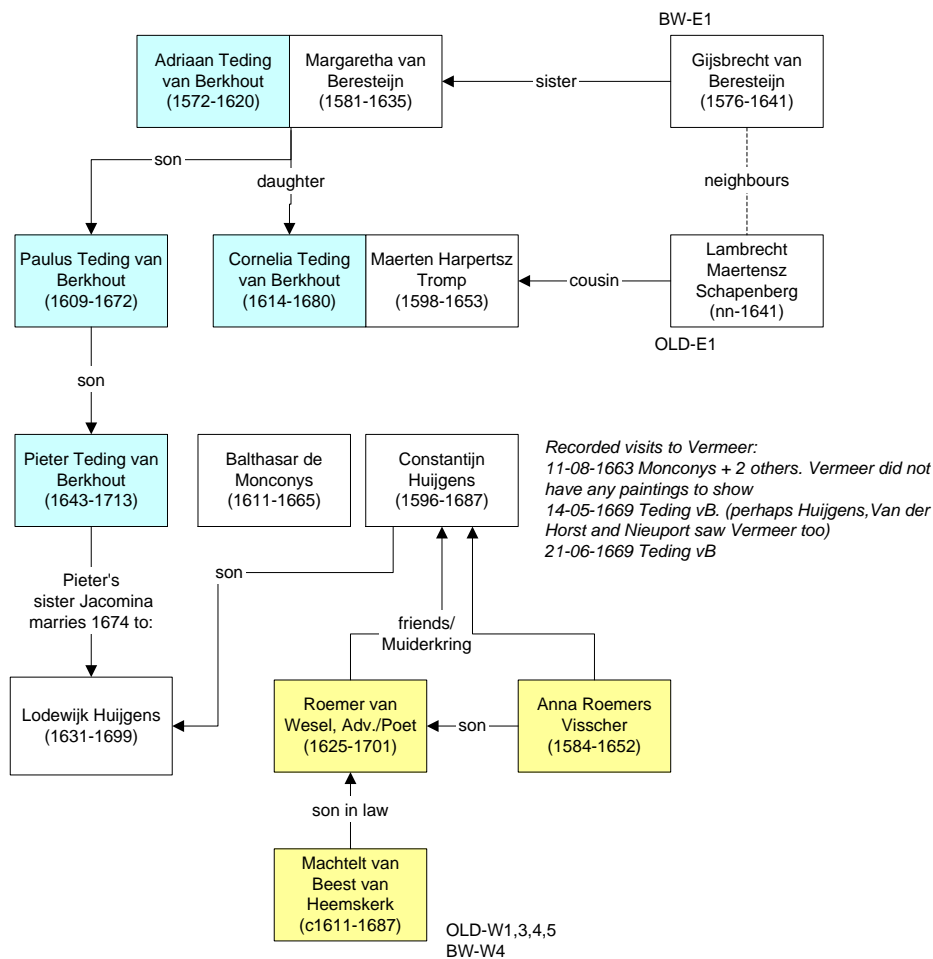 BW-E1
Adriaan Teding
van Berkhout
(1572-1620)
Margaretha van
Beresteijn
(1581-1635)
sister
Gijsbrecht van
Beresteijn
(1576-1641)
son
daughter
neighbours
Paulus Teding van
Berkhout
(1609-1672)
Cornelia Teding
van Berkhout
(1614-1680)
Maerten Harpertsz
Tromp
(1598-1653)
cousin
Lambrecht
Maertensz
Schapenberg
(nn-1641)
OLD-E1
son
Pieter Teding van
Berkhout
(1643-1713)
Balthasar de
Monconys
(1611-1665)
Constantijn
Huijgens
(1596-1687)
Recorded visits to Vermeer:
11-08-1663 Monconys + 2 others. Vermeer did not
have any paintings to show
14-05-1669 Teding vB. (perhaps Huijgens,Van der
Horst and Nieuport saw Vermeer too)
21-06-1669 Teding vB
son
Pieter's
sister Jacomina
marries 1674 to:
friends/
Muiderkring
Lodewijk Huijgens
(1631-1699)
Roemer van
Wesel, Adv./Poet
(1625-1701)
son
Anna Roemers
Visscher
(1584-1652)
son in law
Machtelt van
Beest van
Heemskerk
(c1611-1687)
OLD-W1,3,4,5
BW-W4